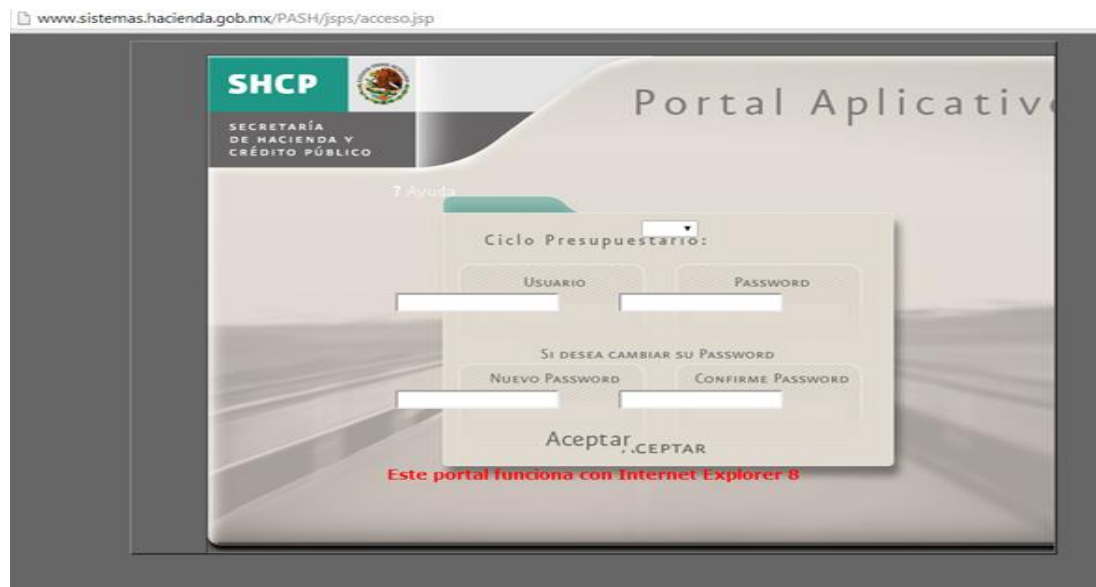 www.sistemas.hacienda.gob.mx/PASH/jsps/acceso.jsp
SHCP
SECRETARÍA
DE HACIENDA Y
CRÉDITO PÚBLICO
Portal Aplicativo
? Ayuda
Ciclo Presupuestario:
USUARIO PASSWORD
SI DESEA CAMBIAR SU PASSWORD
NUEVO PASSWORD CONFIRME PASSWORD
Aceptar
CEPTAR
Este portal funciona con Internet Explorer 8